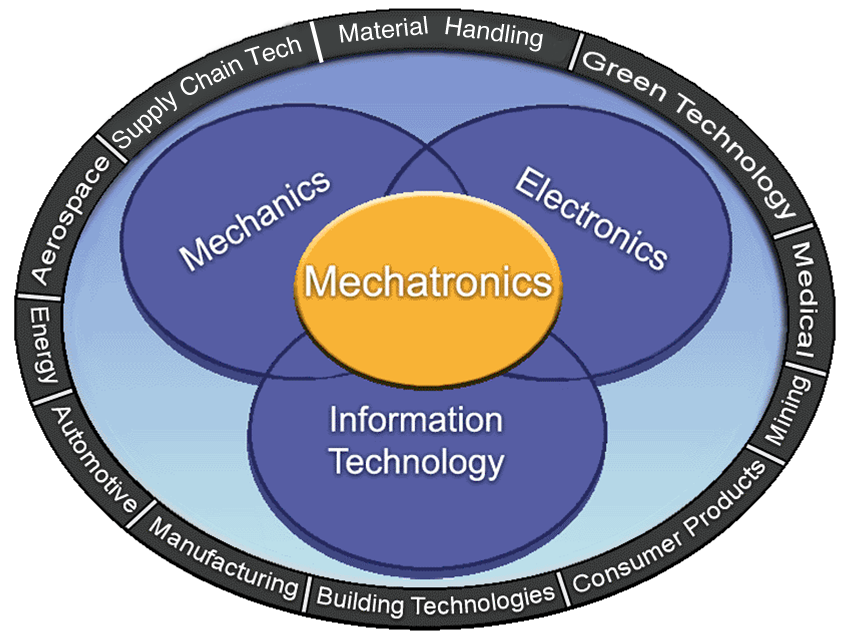 Material Handling
Green Technology
Medical
Mining
Consumer Products
Building Technologies
Manufacturing
Automotive
Energy
Aerospace
Supply Chain Tech
Mechanics
Electronics
Mechatronics
Information
Technology